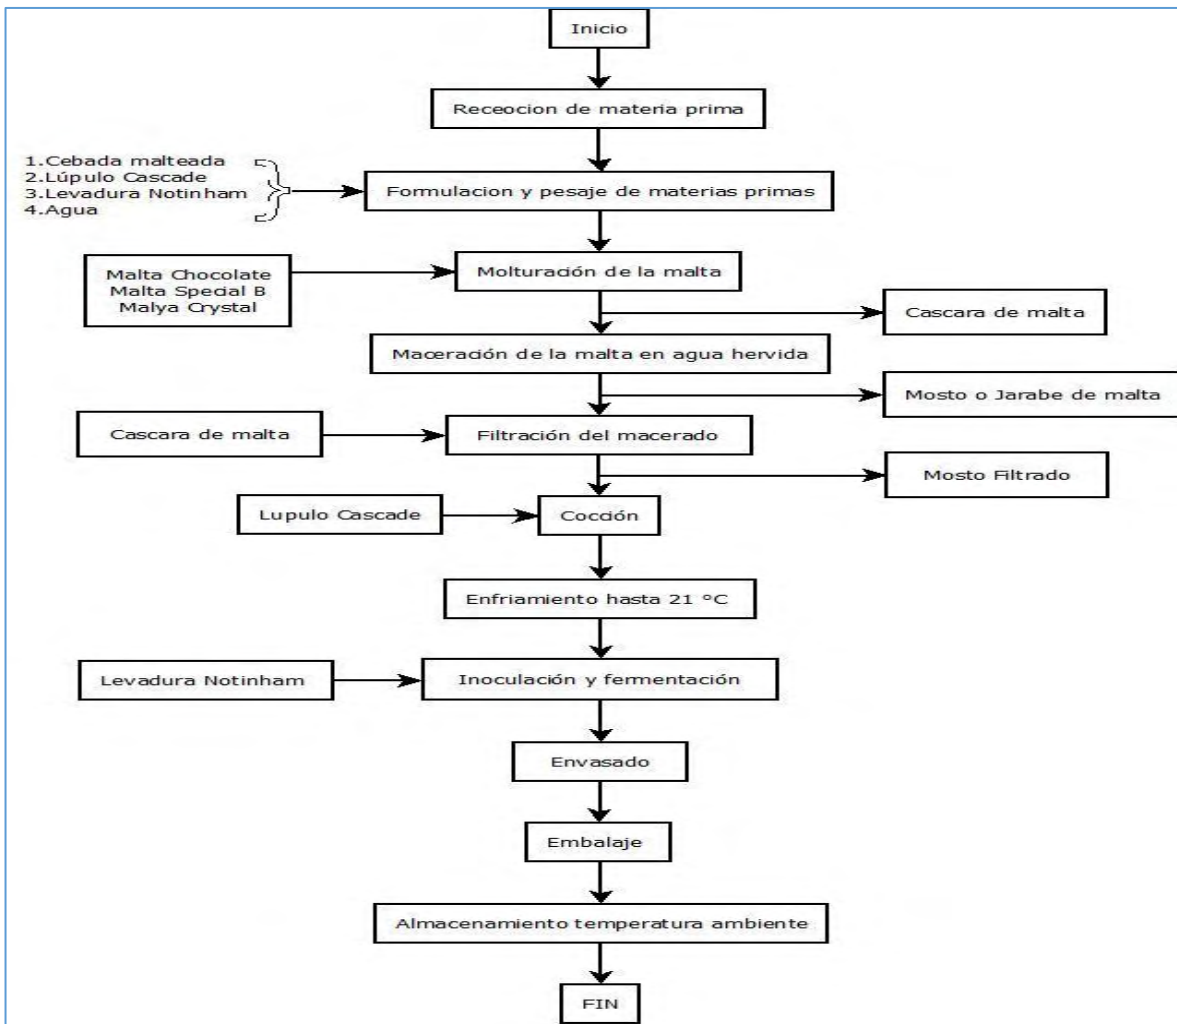 Inicio
Receocion de materia prima
1.Cebada malteada
2.Lúpulo Cascade
3.Levadura Notinham
4.Agua
Formulacion y pesaje de materias primas
Malta Chocolate
Malta Special B
Malya Crystal
Molturación de la malta
Cascara de malta
Maceración de la malta en agua hervida
Mosto o Jarabe de malta
Cascara de malta
Filtración del macerado
Mosto Filtrado
Lupulo Cascade
Cocción
Enfriamiento hasta 21 °C
Levadura Notinham
Inoculación y fermentación
Envasado
Embalaje
Almacenamiento temperatura ambiente
FIN